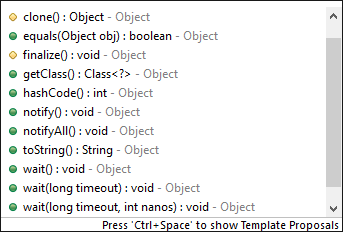 clone() : Object - Object
equals(Object obj) : boolean - Object
finalize() : void - Object
getClass() : Class<?> - Object
hashCode() : int - Object
notify() : void - Object
notifyAll() : void - Object
toString() : String - Object
wait() : void - Object
wait(long timeout) : void - Object
wait(long timeout, int nanos) : void - Object
Press 'Ctrl+Space' to show Template Proposals